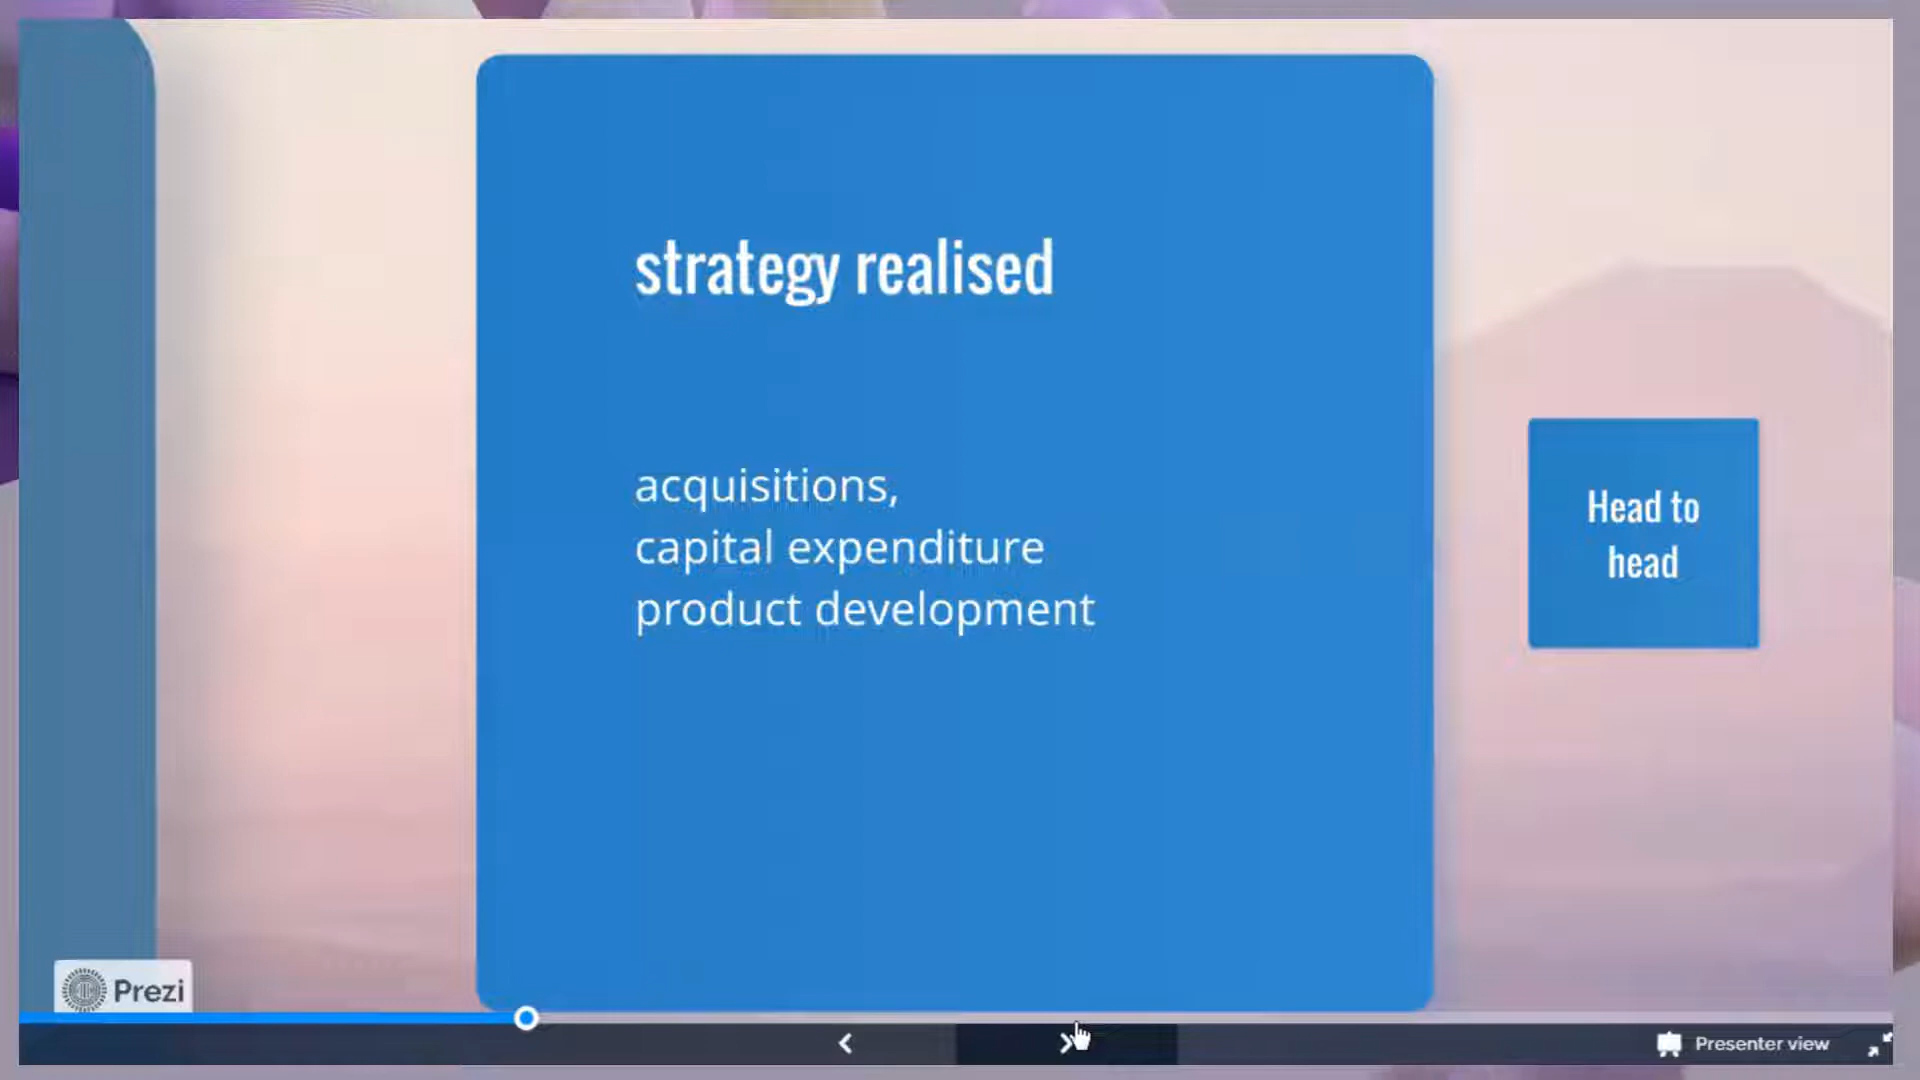 strategy realised
acquisitions,
capital expenditure
product development
Head to
head
Prezi
Presenter view